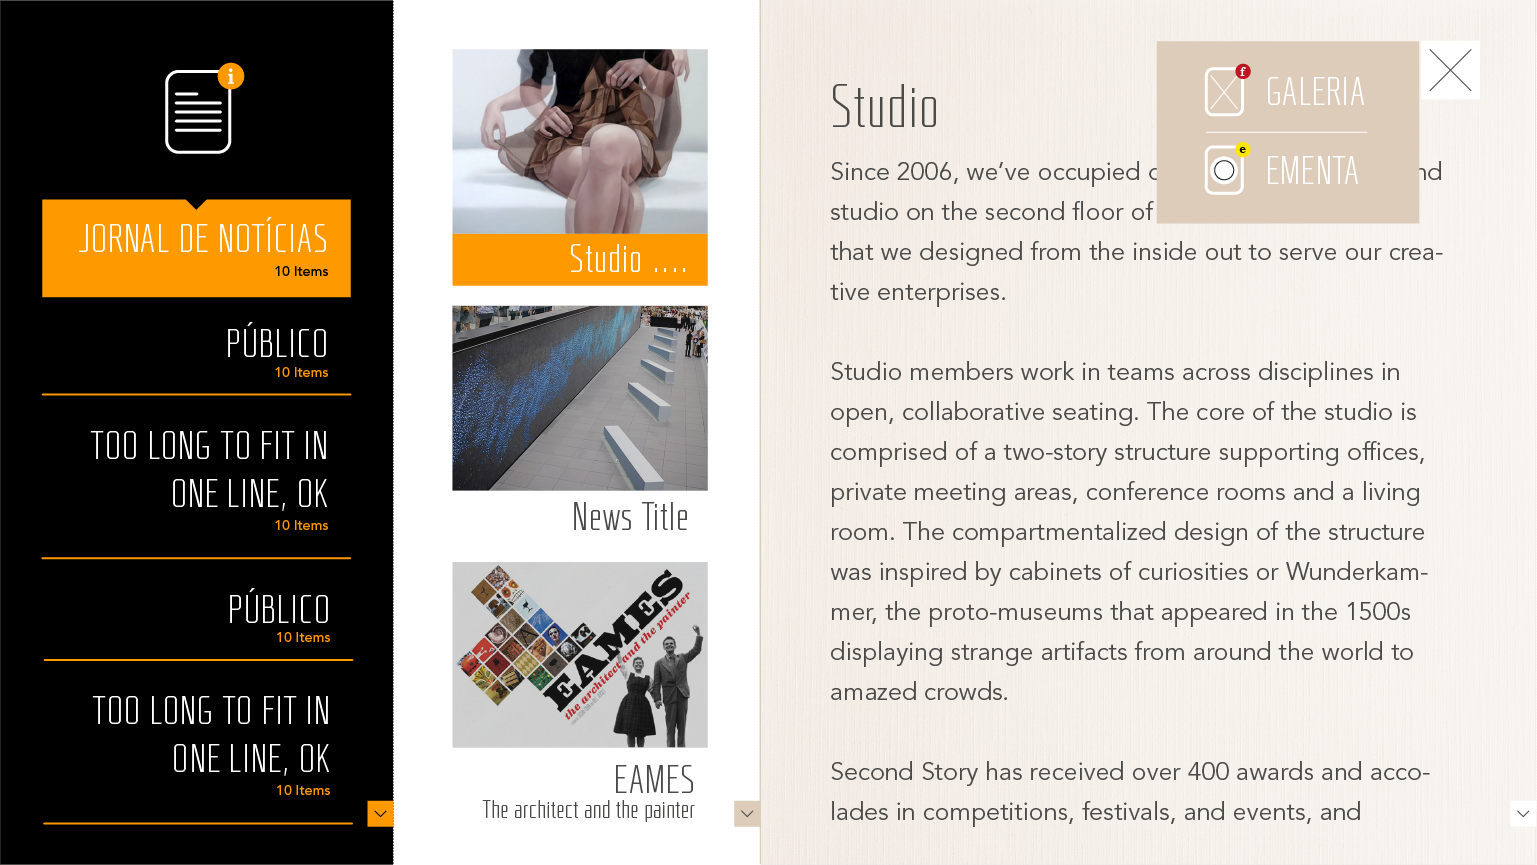 i
JORNAL DE NOTÍCIAS
10 Items
PÚBLICO
10 Items
TOO LONG TO FIT IN
ONE LINE, OK
10 Items
PÚBLICO
10 Items
TOO LONG TO FIT IN
ONE LINE, OK
10 Items
Studio ....
News Title
EAMES
the architect and the painter
EAMES
The architect and the painter
f
GALERIA
e
EMENTA
Studio
Since 2006, we’ve occupied
studio on the second floor of
that we designed from the inside out to serve our crea-
tive enterprises.
Studio members work in teams across disciplines in
open, collaborative seating. The core of the studio is
comprised of a two-story structure supporting offices,
private meeting areas, conference rooms and a living
room. The compartmentalized design of the structure
was inspired by cabinets of curiosities or Wunderkam-
mer, the proto-museums that appeared in the 1500s
displaying strange artifacts from around the world to
amazed crowds.
Second Story has received over 400 awards and acco-
lades in competitions, festivals, and events, and